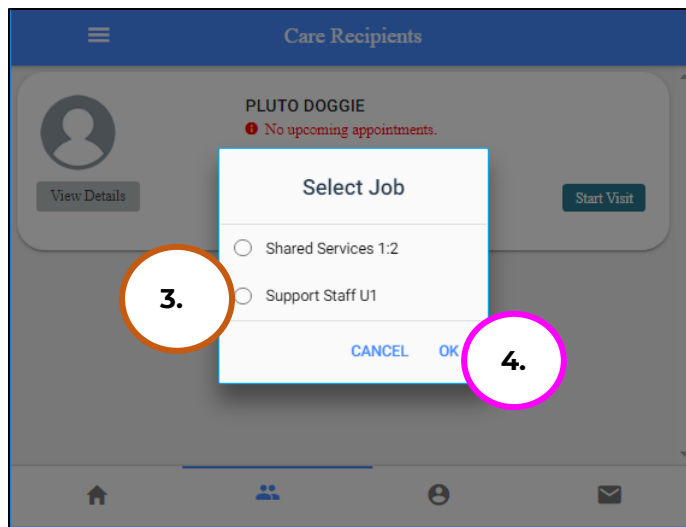 Care Recipients
PLUTO DOGGIE
No upcoming appointments.
View Details
Start Visit
Select Job
Shared Services 1:2
3.
Support Staff U1
CANCEL OK
4.